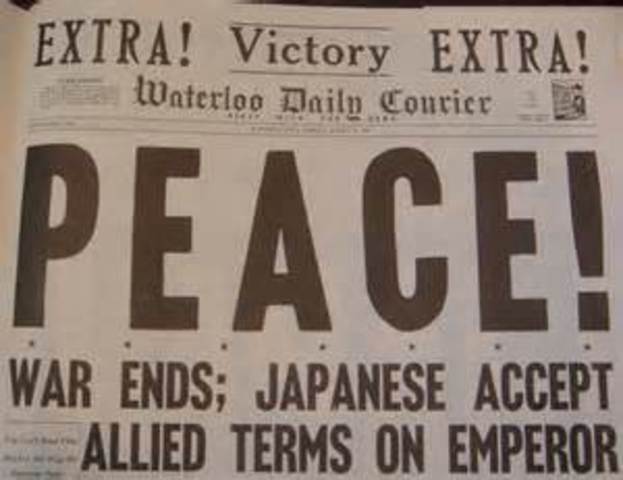 EXTRA! Victory EXTRA!
Waterloo Daily Courier
PEACE!
WAR ENDS; JAPANESE ACCEPT
ALLIED TERMS ON EMPEROR